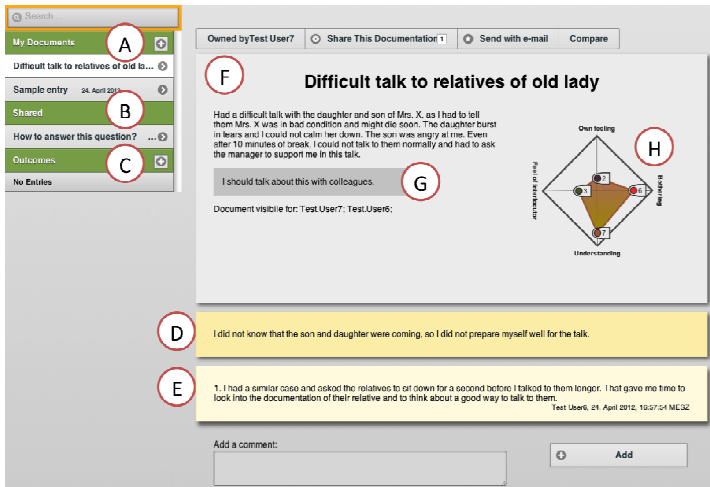 Search...
My Documents
A
Difficult talk to relatives of old la...
Sample entry 24. April 2012
B
Shared
How to answer this question? ...
C
Outcomes
No Entries
Owned byTest User7
Share This Documentation 1
Send with e-mail
Compare
F
Difficult talk to relatives of old lady
Had a difficult talk with the daughter and son of Mrs. X. as I had to
tell them Mrs. X was in bad condition and might die soon. The daughter burst
in tears and I could not calm her down. The son was angry at me. Even
after 10 minutes of break. I could not talk to them normally and had to ask
the manager to support me in this talk.
I should talk about this with colleagues.
G
Document visibile for: Test.User7; Test.User6;
Own feeling
H
2
3
6
7
Feel of interlocutor
Bothering
Understanding
D
I did not know that the son and daughter were coming, so I did not prepare myself well for the talk.
E
1. I had a similar case and asked the relatives to sit down for a second before I talked to them longer. That gave me time to
look into the documentation of their relative and to think about a good way to talk to them.
Test User6, 24. April 2012, 16:57:54 MESZ
Add a comment:
Add